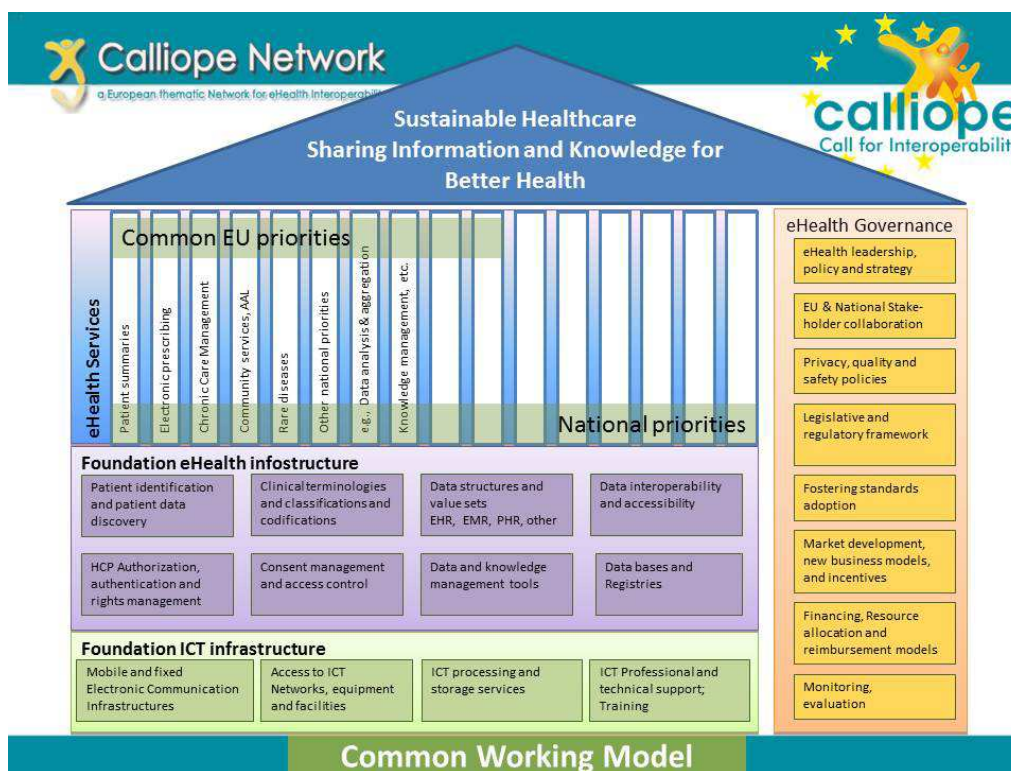 Calliope Network
a European thematic Network for eHealth Interoperabili
calliope
Call for Interoperabilit
Sustainable Healthcare
Sharing Information and Knowledge for
Better Health
eHealth Services
Common EU priorities
Patient summaries
Electronic prescribing
Chronic Care Management
Community services, AAL
Rare diseases
Other national priorities
e.g., Data analysis & aggregation
Knowledge management, etc.
National priorities
Foundation eHealth infostructure
Patient identification
and patient data
discovery
Clinical terminologies
and classifications and
codifications
Data structures and
value sets
EHR, EMR, PHR, other
Data interoperability
and accessibility
HCP Authorization,
authentication and
rights management
Consent management
and access control
Data and knowledge
management tools
Data bases and
Registries
Foundation ICT infrastructure
Mobile and fixed
Electronic Communication
Infrastructures
Access to ICT
Networks, equipment
and facilities
ICT processing and
storage services
ICT Professional and
technical support;
Training
eHealth Governance
eHealth leadership,
policy and strategy
EU & National Stake-
holder collaboration
Privacy, quality and
safety policies
Legislative and
regulatory framework
Fostering standards
adoption
Market development,
new business models,
and incentives
Financing, Resource
allocation and
reimbursement models
Monitoring,
evaluation
Common Working Model